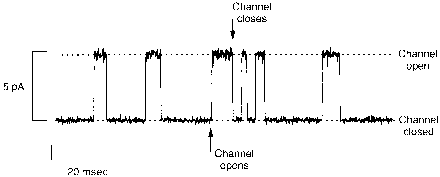 Channel
closes
Channel
open
5 pA
Channel
closed
Channel
opens
20 msec